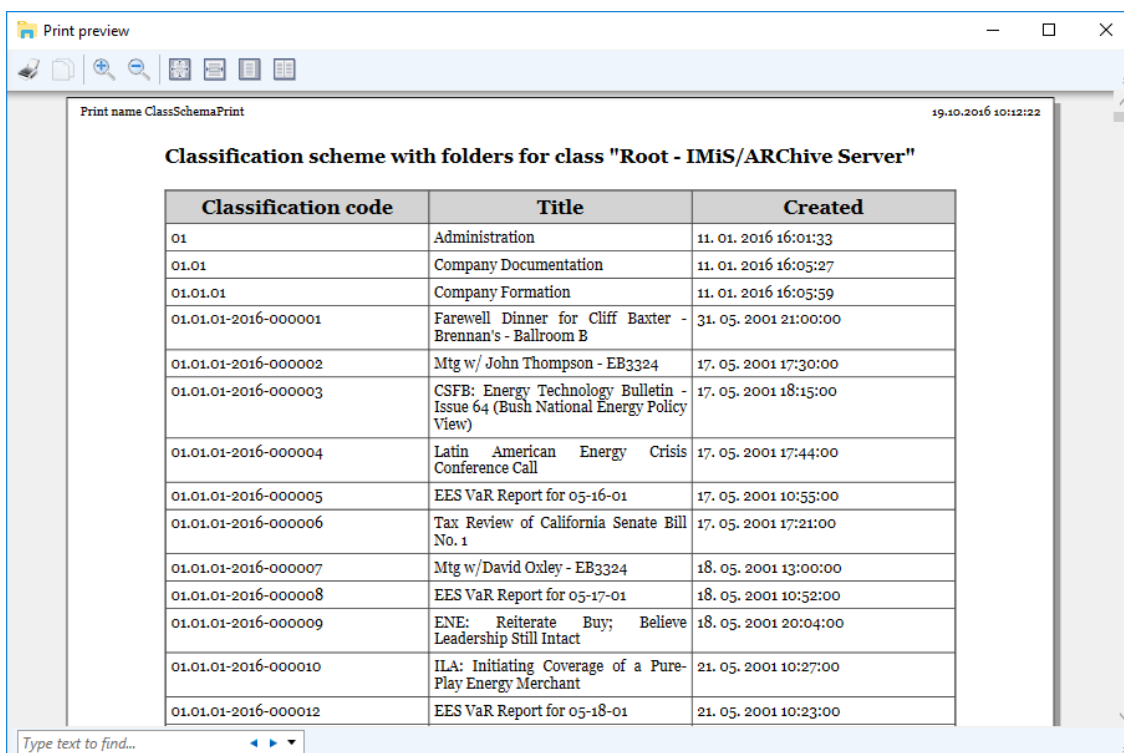 Print preview
Print name ClassSchemaPrint 19.10.2016 10:12:22
Classification scheme with folders for class "Root - IMiS/ARChive Server"
Classification code Title Created
01 Administration 11. 01. 2016 16:01:33
01.01 Company Documentation 11. 01. 2016 16:05:27
01.01.01 Company Formation 11. 01. 2016 16:05:59
01.01.01-2016-000001 Farewell Dinner for Cliff Baxter - 31. 05. 2001 21:00:00
Brennan's - Ballroom B
01.01.01-2016-000002 Mtg w/ John Thompson - EB3324 17. 05. 2001 17:30:00
01.01.01-2016-000003 CSFB: Energy Technology Bulletin - 17. 05. 2001 18:15:00
Issue 64 (Bush National Energy Policy
View)
01.01.01-2016-000004 Latin American Energy Crisis 17. 05. 2001 17:44:00
Conference Call
01.01.01-2016-000005 EES VaR Report for 05-16-01 17. 05. 2001 10:55:00
01.01.01-2016-000006 Tax Review of California Senate Bill 17. 05. 2001 17:21:00
No. 1
01.01.01-2016-000007 Mtg w/David Oxley - EB3324 18. 05. 2001 13:00:00
01.01.01-2016-000008 EES VaR Report for 05-17-01 18. 05. 2001 10:52:00
01.01.01-2016-000009 ENE: Reiterate Buy; Believe 18. 05. 2001 20:04:00
Leadership Still Intact
01.01.01-2016-000010 ILA: Initiating Coverage of a Pure- 21. 05. 2001 10:27:00
Play Energy Merchant
01.01.01-2016-000012 EES VaR Report for 05-18-01 21. 05. 2001 10:23:00
Type text to find...